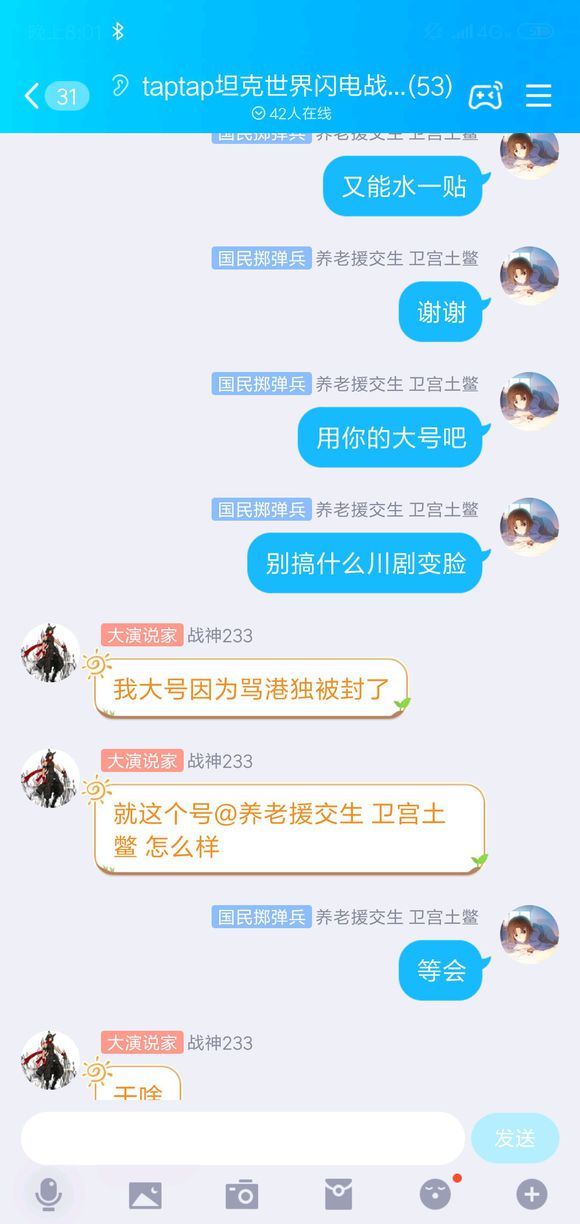 晚上8:01
4G
31
taptap坦克世界闪电战...(53)
42人在线
国民掷弹兵 养老援交生 卫宫土鳖
又能水一贴
国民掷弹兵 养老援交生 卫宫土鳖
谢谢
国民掷弹兵 养老援交生 卫宫土鳖
用你的大号吧
国民掷弹兵 养老援交生 卫宫土鳖
别搞什么川剧变脸
大演说家 战神233
我大号因为骂港独被封了
大演说家 战神233
就这个号@养老援交生 卫宫土
鳖 怎么样
国民掷弹兵 养老援交生 卫宫土鳖
等会
大演说家 战神233
干啥
发送